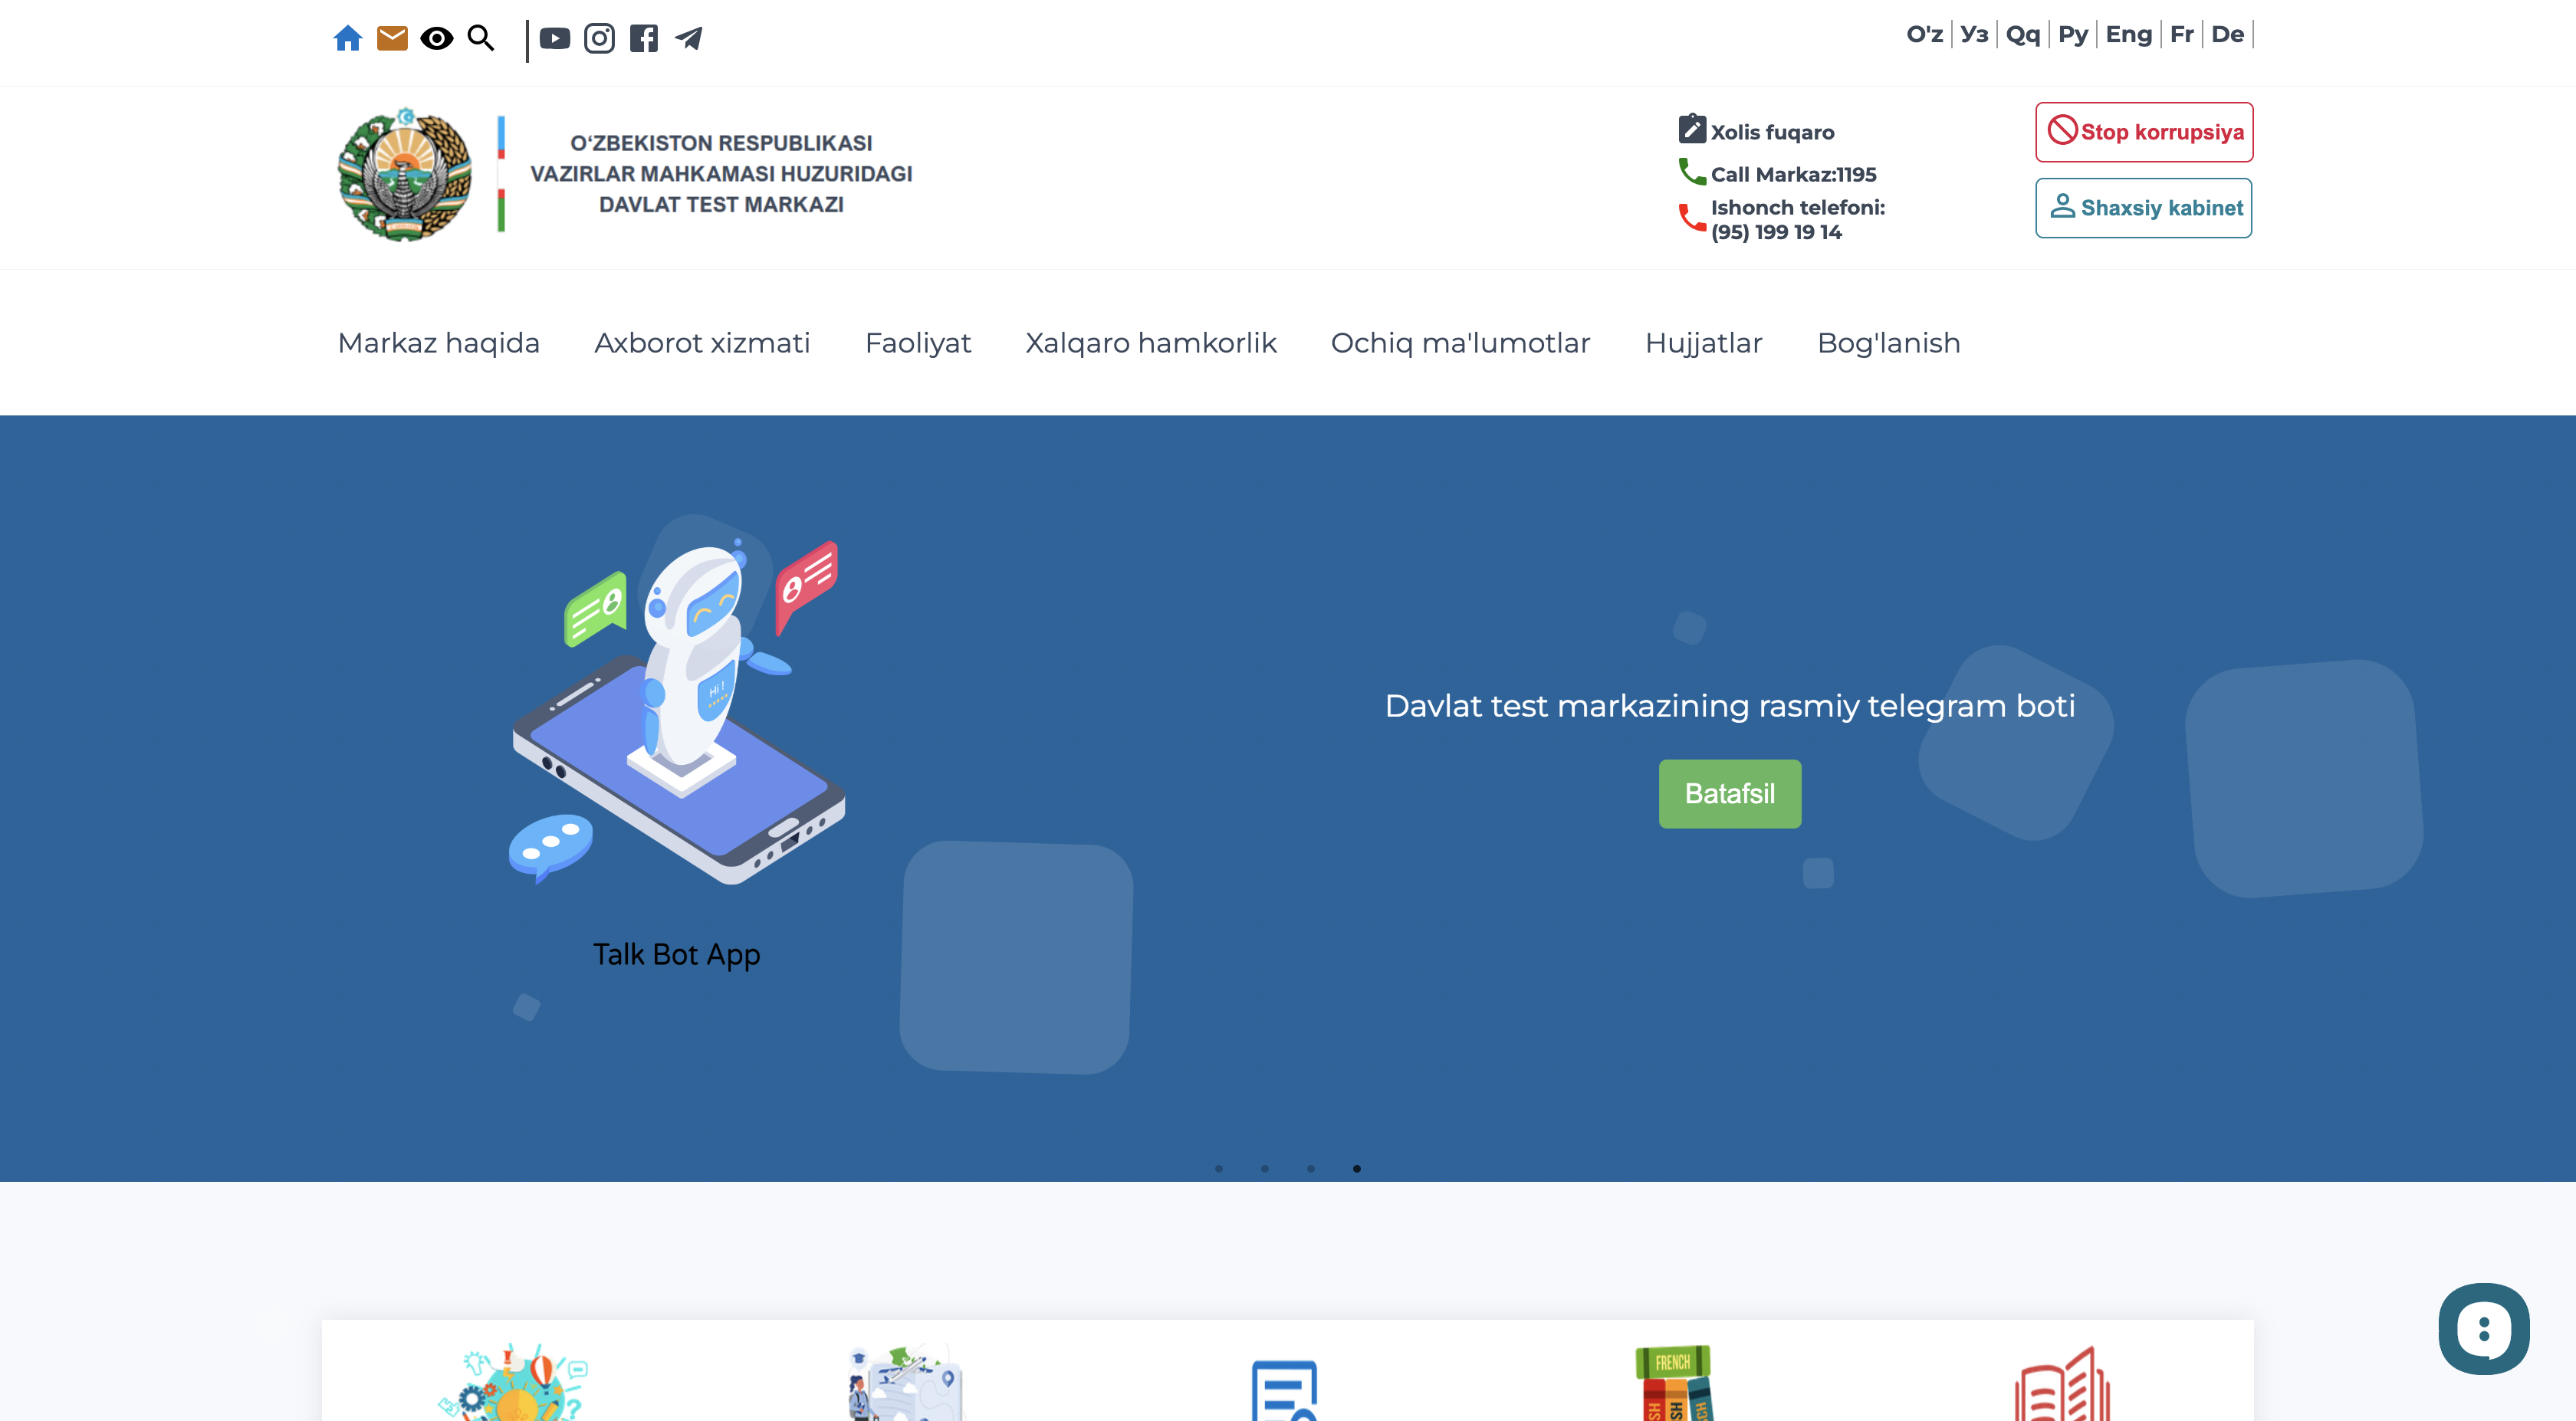 O'z
Уз
Qq
Ру
Eng
Fr
De
O‘ZBEKISTON RESPUBLIKASI
VAZIRLAR MAHKAMASI HUZURIDAGI
DAVLAT TEST MARKAZI
Xolis fuqaro
Call Markaz:1195
Ishonch telefoni:
(95) 199 19 14
Stop korrupsiya
Shaxsiy kabinet
Markaz haqida
Axborot xizmati
Faoliyat
Xalqaro hamkorlik
Ochiq ma'lumotlar
Hujjatlar
Bog'lanish
Hi !
Talk Bot App
Davlat test markazining rasmiy telegram boti
Batafsil
FRENCH